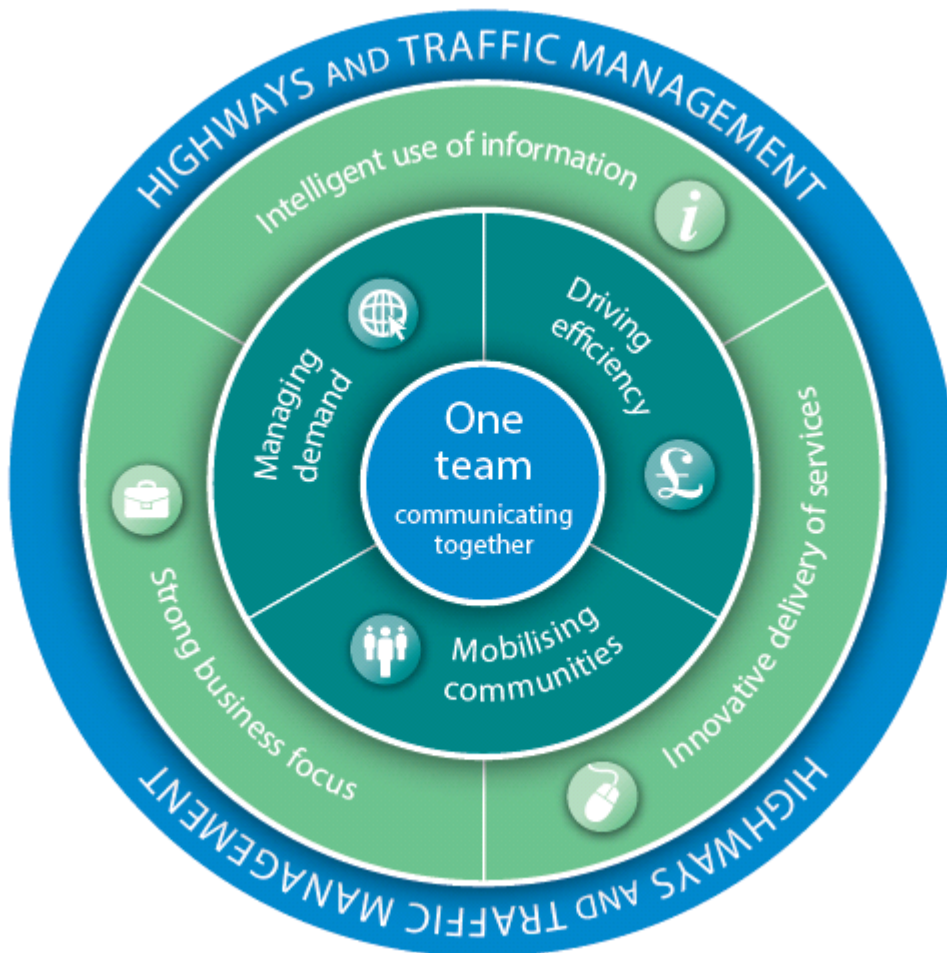 HIGHWAYS AND TRAFFIC MANAGEMENT
Intelligent use of information
i
Driving
efficiency
£
Managing
demand
One
team
communicating
together
Mobilising
communities
Innovative delivery of services
Strong business focus
HIGHWAYS AND TRAFFIC MANAGEMENT